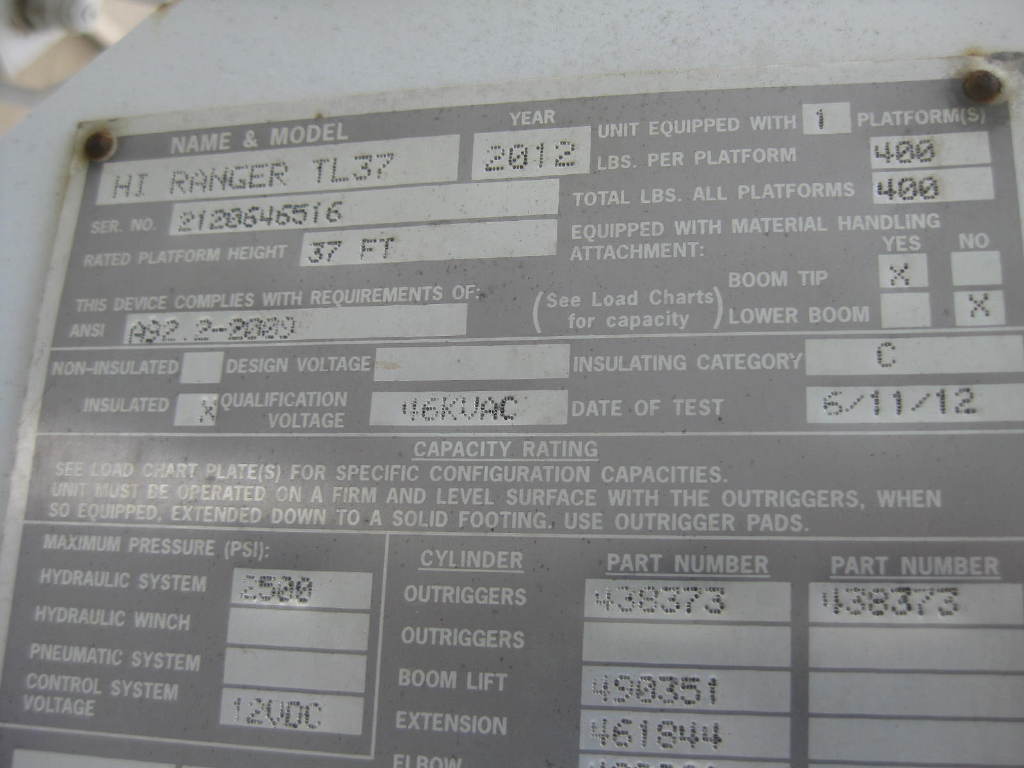 NAME & MODEL
HI RANGER TL37
YEAR
2012
UNIT EQUIPPED WITH 1 PLATFORM(S)
LBS. PER PLATFORM 400
TOTAL LBS. ALL PLATFORMS 400
SER. NO. 2120646516
RATED PLATFORM HEIGHT 37 FT
EQUIPPED WITH MATERIAL HANDLING
ATTACHMENT: YES NO
BOOM TIP X
LOWER BOOM X
(See Load Charts
for capacity)
THIS DEVICE COMPLIES WITH REQUIREMENTS OF:
ANSI A92.2-2009
NON-INSULATED DESIGN VOLTAGE INSULATING CATEGORY C
INSULATED X QUALIFICATION
VOLTAGE 46KVAC DATE OF TEST 6/11/12
CAPACITY RATING
SEE LOAD CHART PLATE(S) FOR SPECIFIC CONFIGURATION CAPACITIES.
UNIT MUST BE OPERATED ON A FIRM AND LEVEL SURFACE WITH THE OUTRIGGERS, WHEN
SO EQUIPPED, EXTENDED DOWN TO A SOLID FOOTING. USE OUTRIGGER PADS.
MAXIMUM PRESSURE (PSI):
HYDRAULIC SYSTEM 2500
HYDRAULIC WINCH
PNEUMATIC SYSTEM
CONTROL SYSTEM
VOLTAGE 12VDC
CYLINDER PART NUMBER PART NUMBER
OUTRIGGERS 438373 438373
OUTRIGGERS
BOOM LIFT 490351
EXTENSION 461844
ELBOW